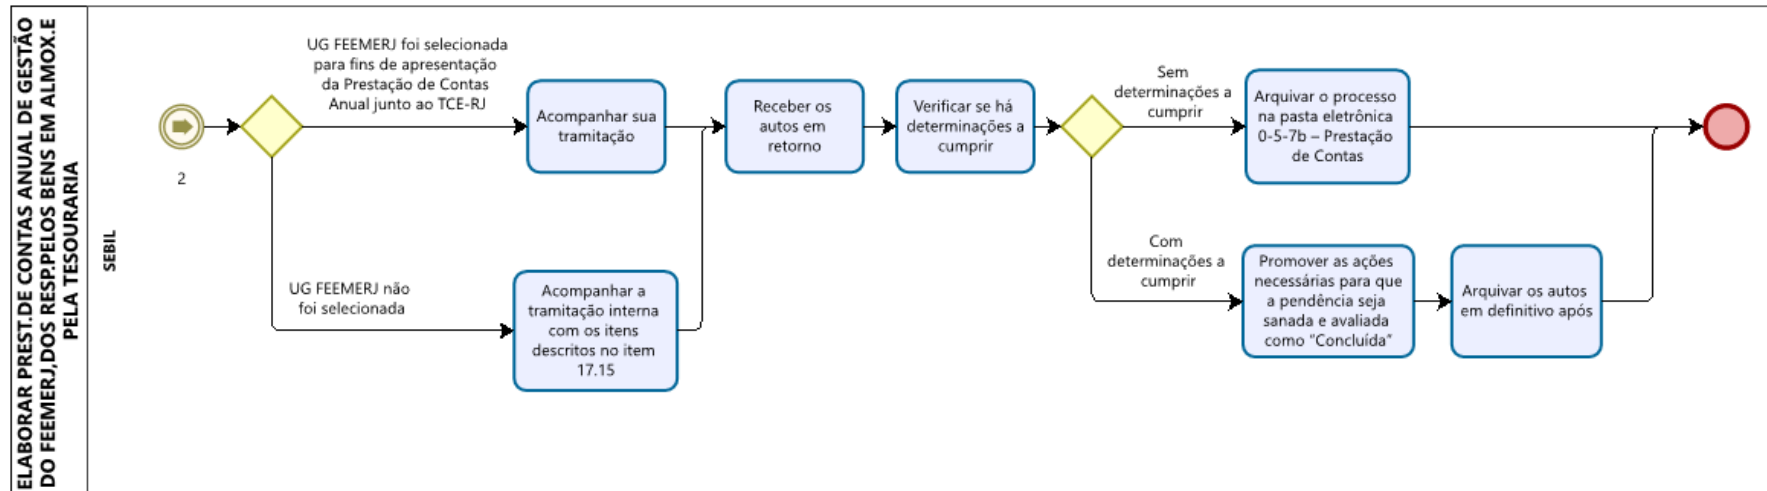 ELABORAR PREST.DE CONTAS ANUAL DE GESTÃO
DO FEEMERJ,DOS RESP.PELOS BENS EM ALMOX.E
PELA TESOURARIA
SEBIL
2
UG FEEMERJ foi selecionada
para fins de apresentação
da Prestação de Contas
Anual junto ao TCE-RJ
UG FEEMERJ não
foi selecionada
Acompanhar sua
tramitação
Acompanhar a
tramitação interna
com os itens
descritos no item
17.15
Receber os
autos em
retorno
Verificar se há
determinações a
cumprir
Sem
determinações a
cumprir
Com
determinações a
cumprir
Arquivar o processo
na pasta eletrônica
0-5-7b – Prestação
de Contas
Promover as ações
necessárias para que
a pendência seja
sanada e avaliada
como “Concluída”
Arquivar os autos
em definitivo após